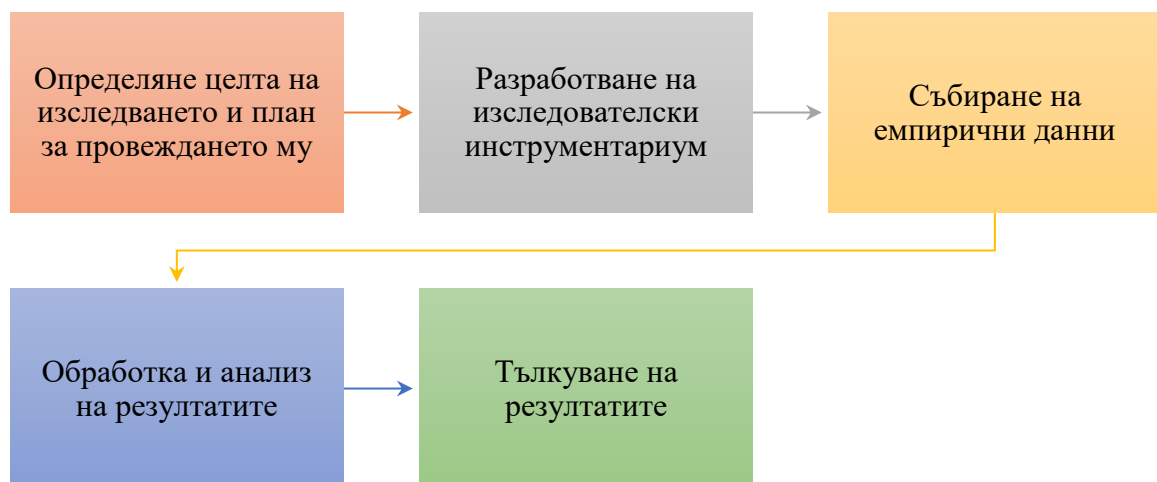 Определяне целта на
изследването и план
за провеждането му
Разработване на
изследователски
инструментариум
Събиране на
емпирични данни
Обработка и анализ
на резултатите
Тълкуване на
резултатите